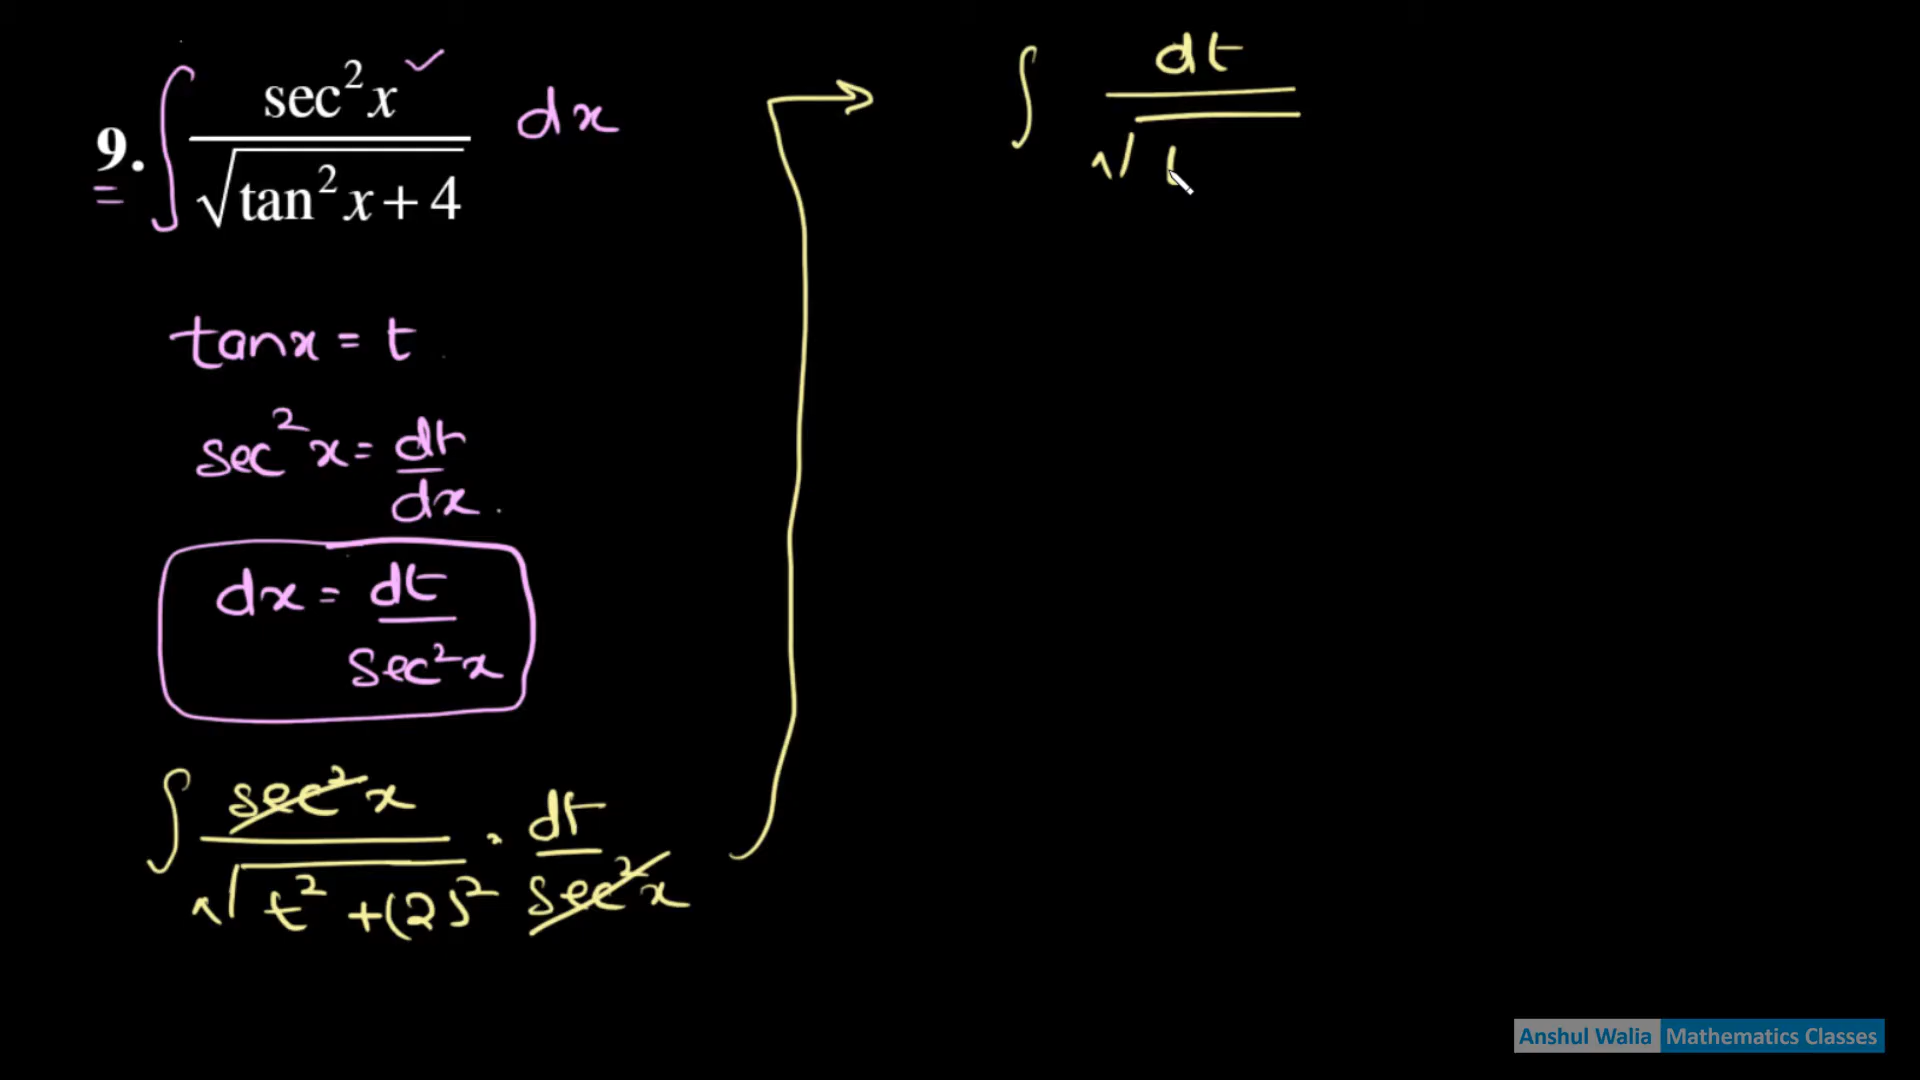 9. ∫ sec²x / √(tan²x + 4) dx
tanx = t
sec²x = dt/dx
dx = dt/sec²x
∫ sec²x / √(t² + (2)²) · dt/sec²x
∫ dt / √t
Anshul Walia Mathematics Classes